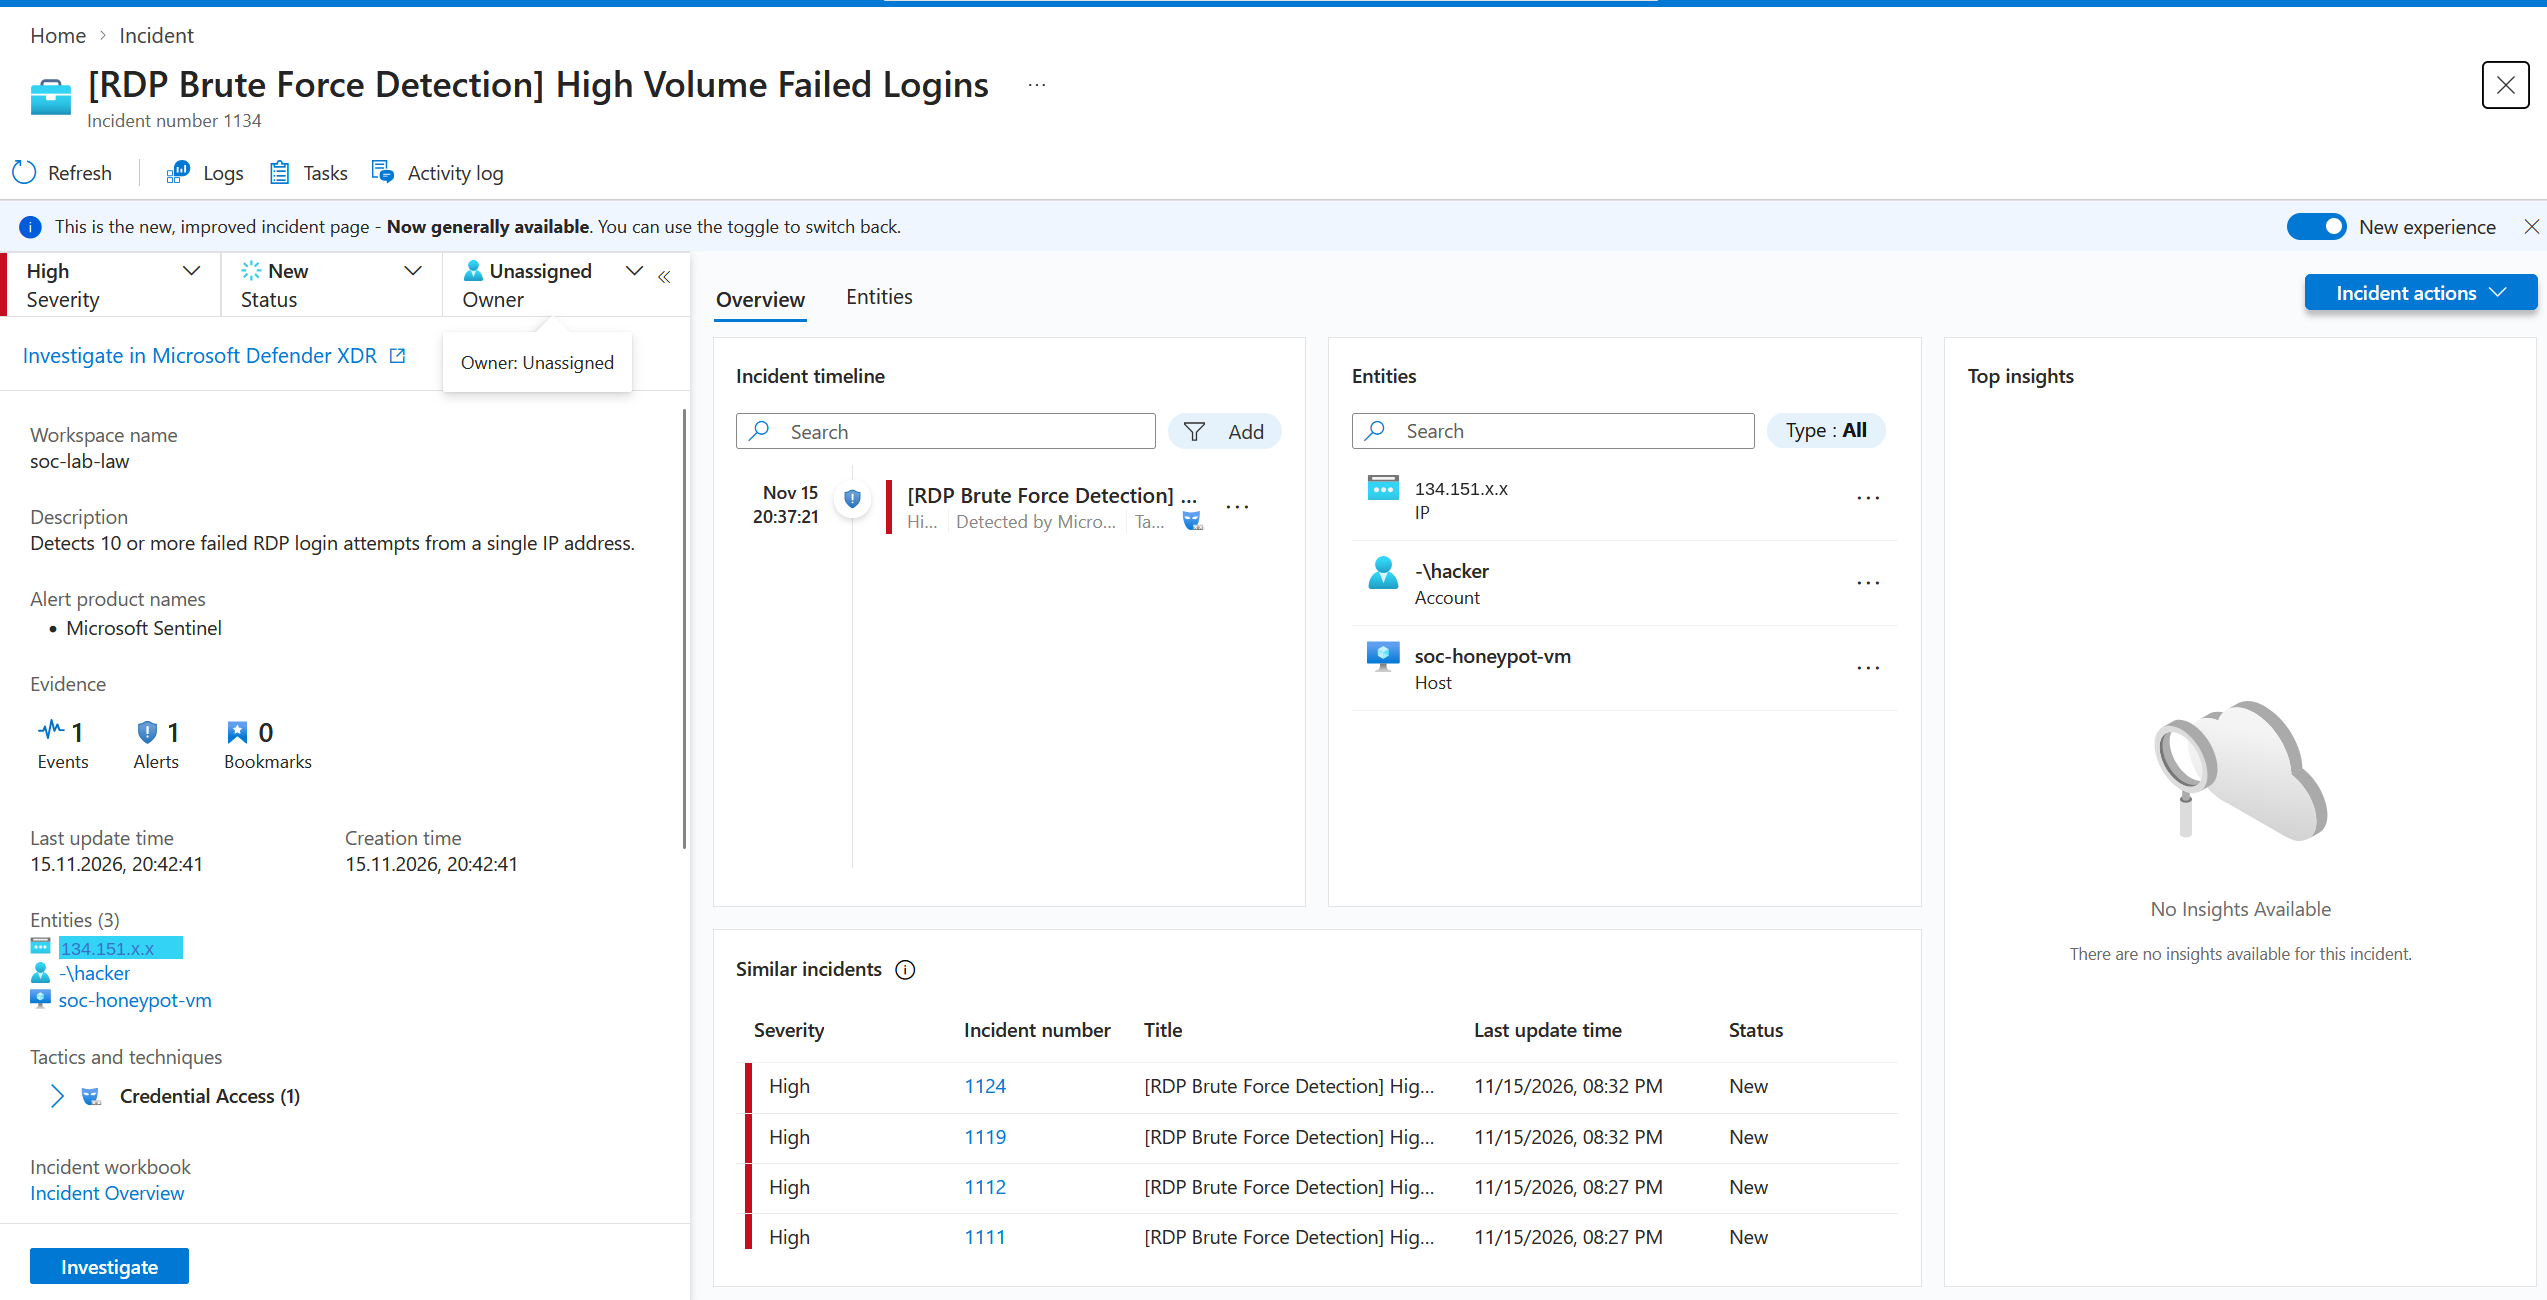 Home > Incident
[RDP Brute Force Detection] High Volume Failed Logins ...
Incident number 1134
Refresh
Logs
Tasks
Activity log
This is the new, improved incident page - Now generally available. You can use the toggle to switch back.
New experience
High
Severity
New
Status
Unassigned
Owner
Owner: Unassigned
Investigate in Microsoft Defender XDR
Workspace name
soc-lab-law
Description
Detects 10 or more failed RDP login attempts from a single IP address.
Alert product names
• Microsoft Sentinel
Evidence
1
Events
1
Alerts
0
Bookmarks
Last update time
15.11.2026, 20:42:41
Creation time
15.11.2026, 20:42:41
Entities (3)
134.151.x.x
-\hacker
soc-honeypot-vm
Tactics and techniques
Credential Access (1)
Incident workbook
Incident Overview
Investigate
Overview
Entities
Incident actions
Incident timeline
Search
Add
Nov 15
20:37:21
[RDP Brute Force Detection] ...
Hi... Detected by Micro... Ta...
Entities
Search
Type : All
134.151.x.x
IP
-\hacker
Account
soc-honeypot-vm
Host
Top insights
No Insights Available
There are no insights available for this incident.
Similar incidents
Severity Incident number Title Last update time Status
High 1124 [RDP Brute Force Detection] Hig... 11/15/2026, 08:32 PM New
High 1119 [RDP Brute Force Detection] Hig... 11/15/2026, 08:32 PM New
High 1112 [RDP Brute Force Detection] Hig... 11/15/2026, 08:27 PM New
High 1111 [RDP Brute Force Detection] Hig... 11/15/2026, 08:27 PM New